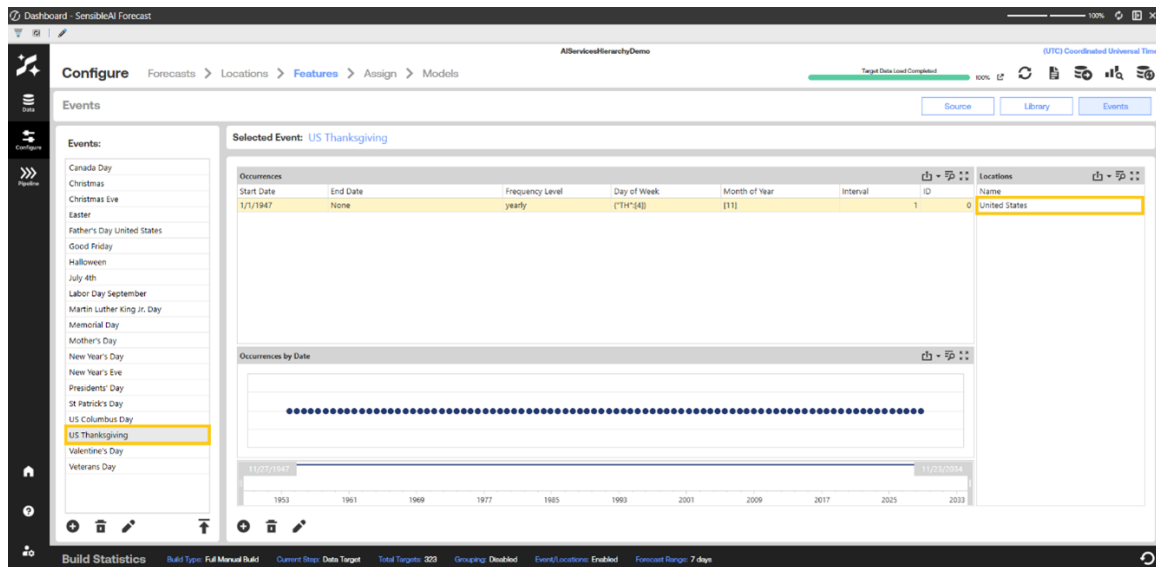 Dashboard - SensibleAI Forecast
100%
AIServicesHierarchyDemo
(UTC) Coordinated Universal Time
Configure Forecasts > Locations > Features > Assign > Models
Target Data Load Completed
100%
Data
Configure
Pipeline
Events
Source Library Events
Events:
Canada Day
Christmas
Christmas Eve
Easter
Father's Day United States
Good Friday
Halloween
July 4th
Labor Day September
Martin Luther King Jr. Day
Memorial Day
Mother's Day
New Year's Day
New Year's Eve
Presidents' Day
St Patrick's Day
US Columbus Day
US Thanksgiving
Valentine's Day
Veterans Day
Selected Event: US Thanksgiving
Occurrences
Start Date End Date Frequency Level Day of Week Month of Year Interval ID
1/1/1947 None yearly {"TH":[4]} [11] 1 0
Locations
Name
United States
Occurrences by Date
11/27/1947 11/23/2034
1953 1961 1969 1977 1985 1993 2001 2009 2017 2025 2033
Build Statistics Build Type: Full Manual Build Current Step: Data Target Total Targets: 323 Grouping: Disabled Event/Locations: Enabled Forecast Range: 7 days